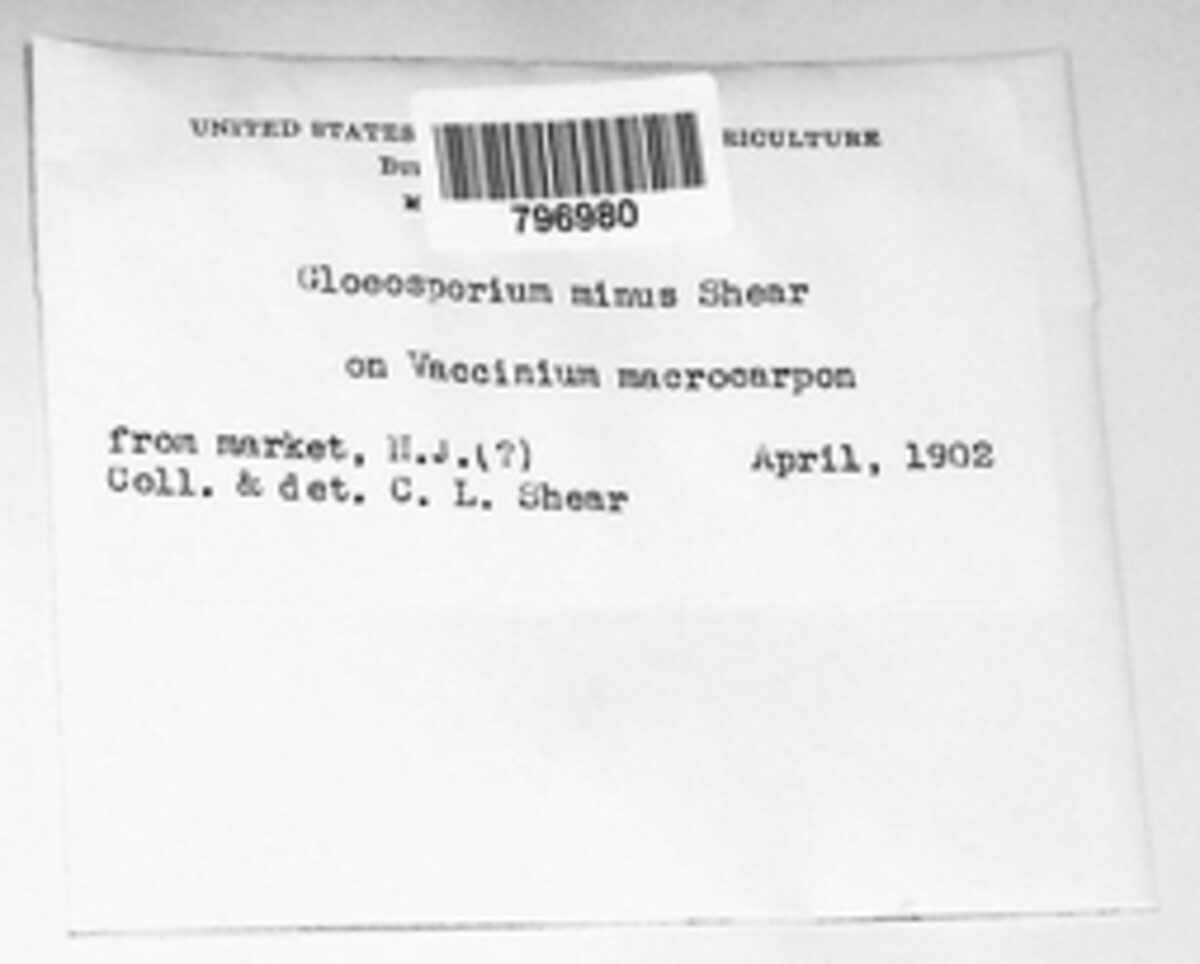 UNITED STATES RICULTURE
796980
Gloeosporium minus Shear
on Vaccinium macrocarpon
from market, N.J.(?) April, 1902
Coll. & det. C. L. Shear